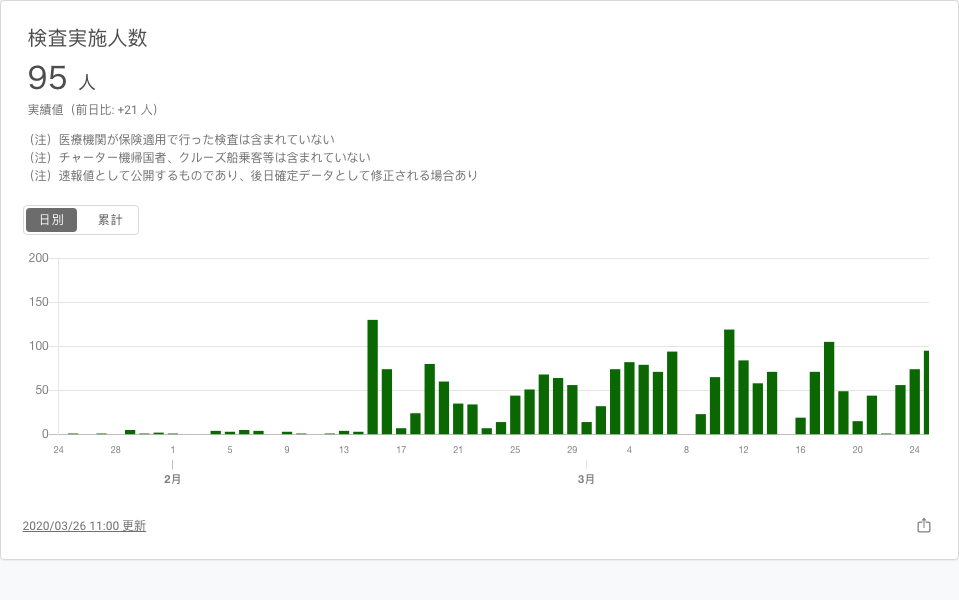 検査実施人数
95 人
実績値（前日比: +21 人）
（注）医療機関が保険適用で行った検査は含まれていない
（注）チャーター機帰国者、クルーズ船乗客等は含まれていない
（注）速報値として公開するものであり、後日確定データとして修正される場合あり
日別 累計
200
150
100
50
0
24 28 1 5 9 13 17 21 25 29 4 8 12 16 20 24
2月 3月
2020/03/26 11:00 更新